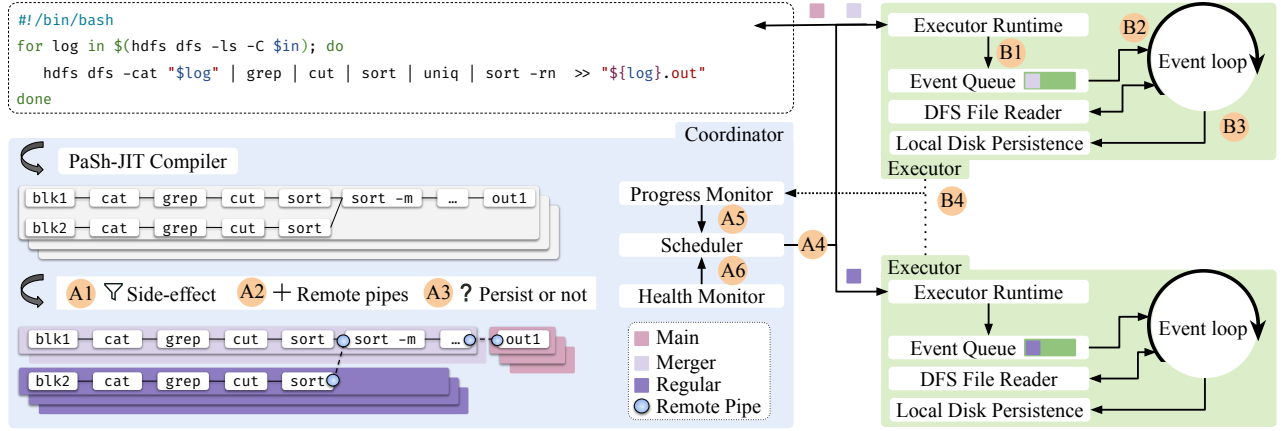 #!/bin/bash
for log in $(hdfs dfs -ls -C $in); do
hdfs dfs -cat "$log" | grep | cut | sort | uniq | sort -rn >> "${log}.out"
done
Coordinator
PaSh-JIT Compiler
blk1 cat grep cut sort sort -m … out1
blk2 cat grep cut sort
A1 Side-effect A2 Remote pipes A3 ? Persist or not
blk1 cat grep cut sort sort -m … out1
blk2 cat grep cut sort
Progress Monitor
A5
Scheduler
A4
A6
Health Monitor
Main
Merger
Regular
Remote Pipe
Executor Runtime
B1
B2
Event Queue
Event loop
DFS File Reader
B3
Local Disk Persistence
Executor
B4
Executor
Executor Runtime
Event Queue
Event loop
DFS File Reader
Local Disk Persistence